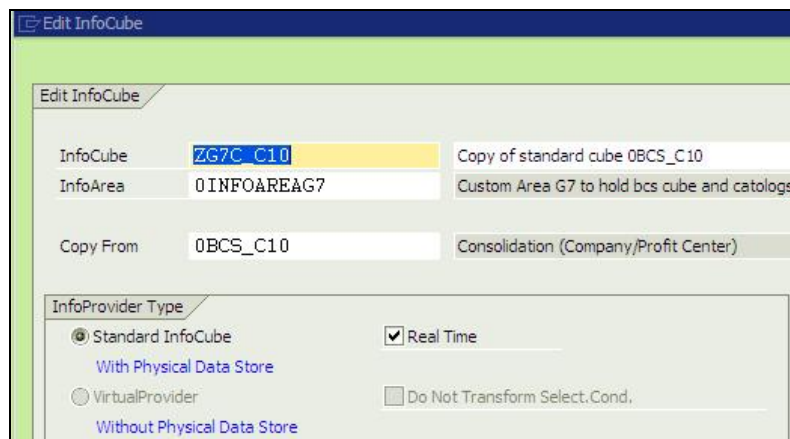 Edit InfoCube
Edit InfoCube
InfoCube ZG7C_C10 Copy of standard cube 0BCS_C10
InfoArea 0INFOAREAG7 Custom Area G7 to hold bcs cube and catologs
Copy From 0BCS_C10 Consolidation (Company/Profit Center)
InfoProvider Type
Standard InfoCube Real Time
With Physical Data Store
VirtualProvider Do Not Transform Select.Cond.
Without Physical Data Store